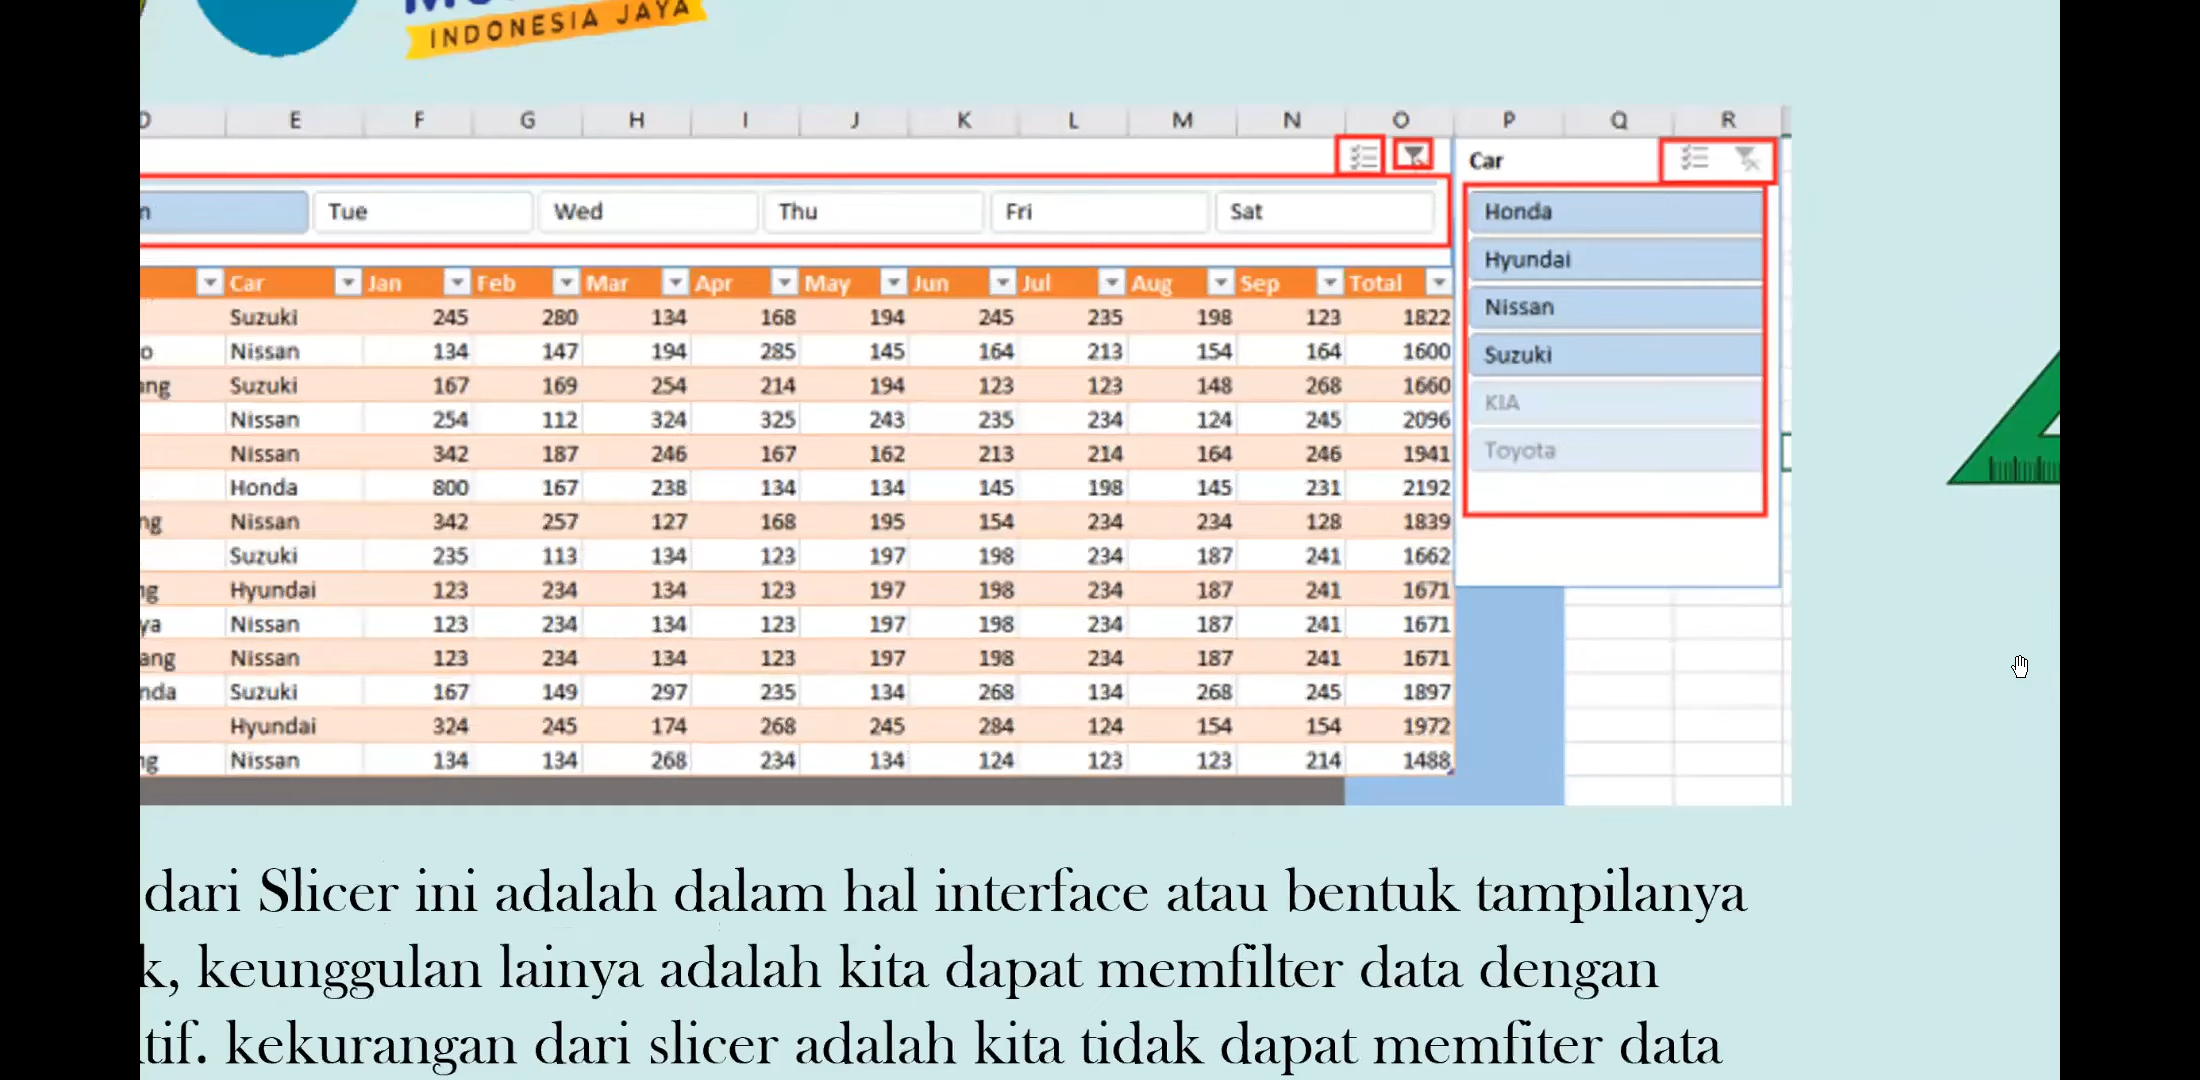 INDONESIA JAYA
E F G H I J K L M N O P Q R
Car
Tue Wed Thu Fri Sat
Honda
Hyundai
Nissan
Suzuki
KIA
Toyota
Car Jan Feb Mar Apr May Jun Jul Aug Sep Total
Suzuki 245 280 134 168 194 245 235 198 123 1822
o Nissan 134 147 194 285 145 164 213 154 164 1600
ang Suzuki 167 169 254 214 194 123 123 148 268 1660
Nissan 254 112 324 325 243 235 234 124 245 2096
Nissan 342 187 246 167 162 213 214 164 246 1941
Honda 800 167 238 134 134 145 198 145 231 2192
ng Nissan 342 257 127 168 195 154 234 234 128 1839
Suzuki 235 113 134 123 197 198 234 187 241 1662
ng Hyundai 123 234 134 123 197 198 234 187 241 1671
ya Nissan 123 234 134 123 197 198 234 187 241 1671
ang Nissan 123 234 134 123 197 198 234 187 241 1671
nda Suzuki 167 149 297 235 134 268 134 268 245 1897
Hyundai 324 245 174 268 245 284 124 154 154 1972
ng Nissan 134 134 268 234 134 124 123 123 214 1488
dari Slicer ini adalah dalam hal interface atau bentuk tampilanya
k, keunggulan lainya adalah kita dapat memfilter data dengan
tif. kekurangan dari slicer adalah kita tidak dapat memfiter data